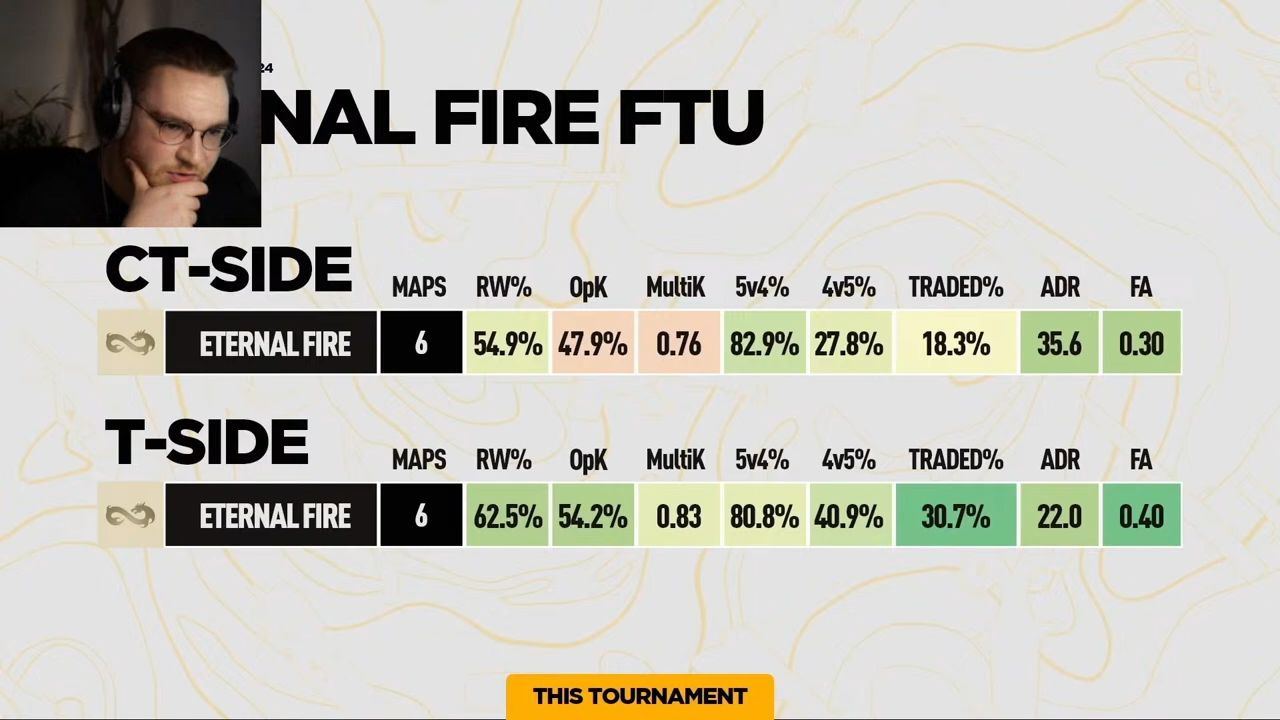 24
NAL FIRE FTU
CT-SIDE MAPS RW% OpK MultiK 5v4% 4v5% TRADED% ADR FA
ETERNAL FIRE 6 54.9% 47.9% 0.76 82.9% 27.8% 18.3% 35.6 0.30
T-SIDE MAPS RW% OpK MultiK 5v4% 4v5% TRADED% ADR FA
ETERNAL FIRE 6 62.5% 54.2% 0.83 80.8% 40.9% 30.7% 22.0 0.40
THIS TOURNAMENT